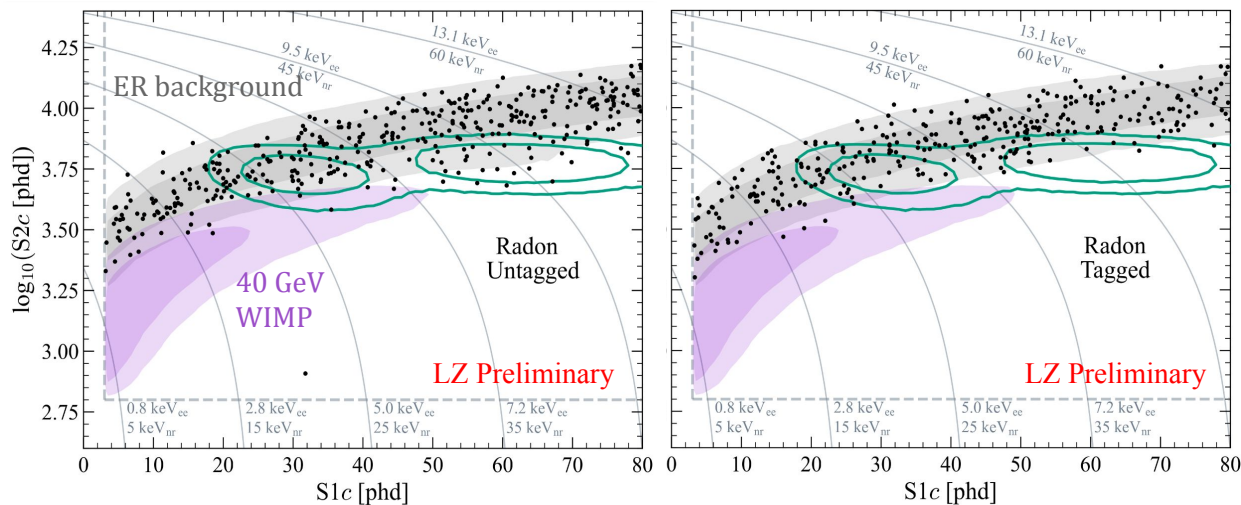 4.25
4.00
3.75
3.50
3.25
3.00
2.75
log₁₀(S2c) [phd]
ER background
9.5 keVₑₑ
45 keVₙᵣ
13.1 keVₑₑ
60 keVₙᵣ
Radon
Untagged
40 GeV
WIMP
LZ Preliminary
0.8 keVₑₑ
5 keVₙᵣ
2.8 keVₑₑ
15 keVₙᵣ
5.0 keVₑₑ
25 keVₙᵣ
7.2 keVₑₑ
35 keVₙᵣ
0 10 20 30 40 50 60 70 80
S1c [phd]
9.5 keVₑₑ
45 keVₙᵣ
13.1 keVₑₑ
60 keVₙᵣ
Radon
Tagged
LZ Preliminary
0.8 keVₑₑ
5 keVₙᵣ
2.8 keVₑₑ
15 keVₙᵣ
5.0 keVₑₑ
25 keVₙᵣ
7.2 keVₑₑ
35 keVₙᵣ
0 10 20 30 40 50 60 70 80
S1c [phd]